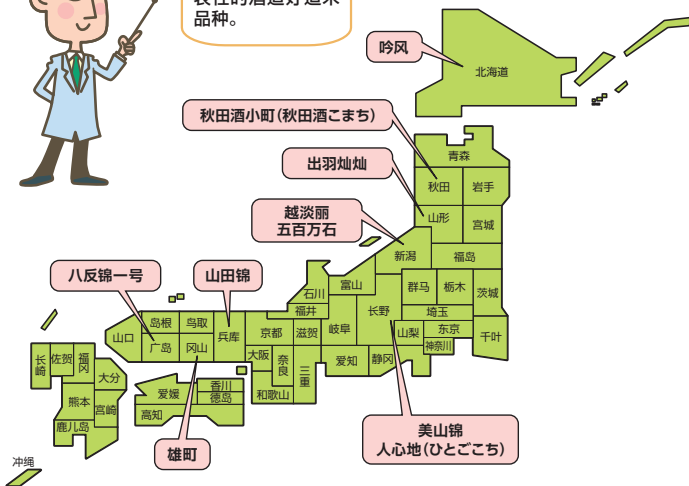 表性的酒造好适米
品种。
吟风
北海道
秋田酒小町(秋田酒こまち)
青森
出羽灿灿
秋田
岩手
越淡丽
五百万石
山形
宫城
新潟
福岛
八反锦一号
山田锦
石川
富山
群马
栃木
茨城
福井
长野
埼玉
岛根
鸟取
兵库
京都
滋贺
岐阜
山梨
东京
千叶
山口
广岛
冈山
神奈川
长崎
佐贺
福冈
大分
大阪
奈良
三重
爱知
静冈
爱媛
香川
德岛
和歌山
熊本
宫崎
高知
鹿儿岛
美山锦
人心地(ひとごこち)
雄町
冲绳